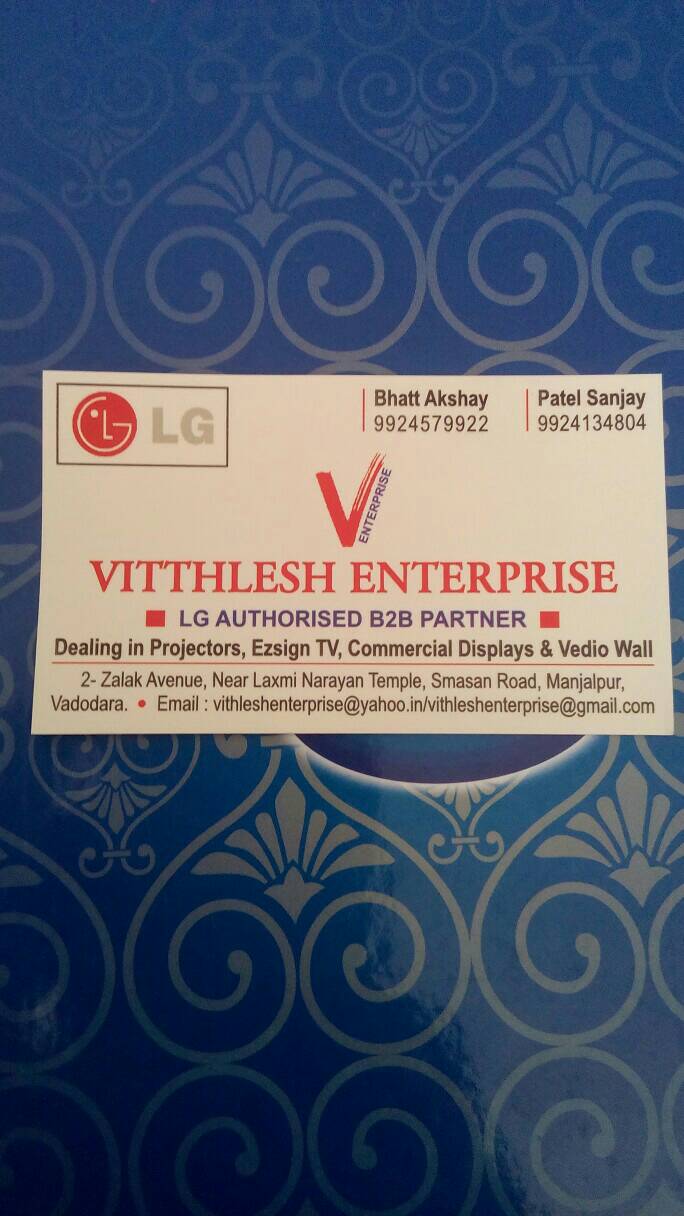 LG
Bhatt Akshay
9924579922
Patel Sanjay
9924134804
V ENTERPRISE
VITTHLESH ENTERPRISE
LG AUTHORISED B2B PARTNER
Dealing in Projectors, Ezsign TV, Commercial Displays & Vedio Wall
2- Zalak Avenue, Near Laxmi Narayan Temple, Smasan Road, Manjalpur,
Vadodara. • Email : vithleshenterprise@yahoo.in/vithleshenterprise@gmail.com